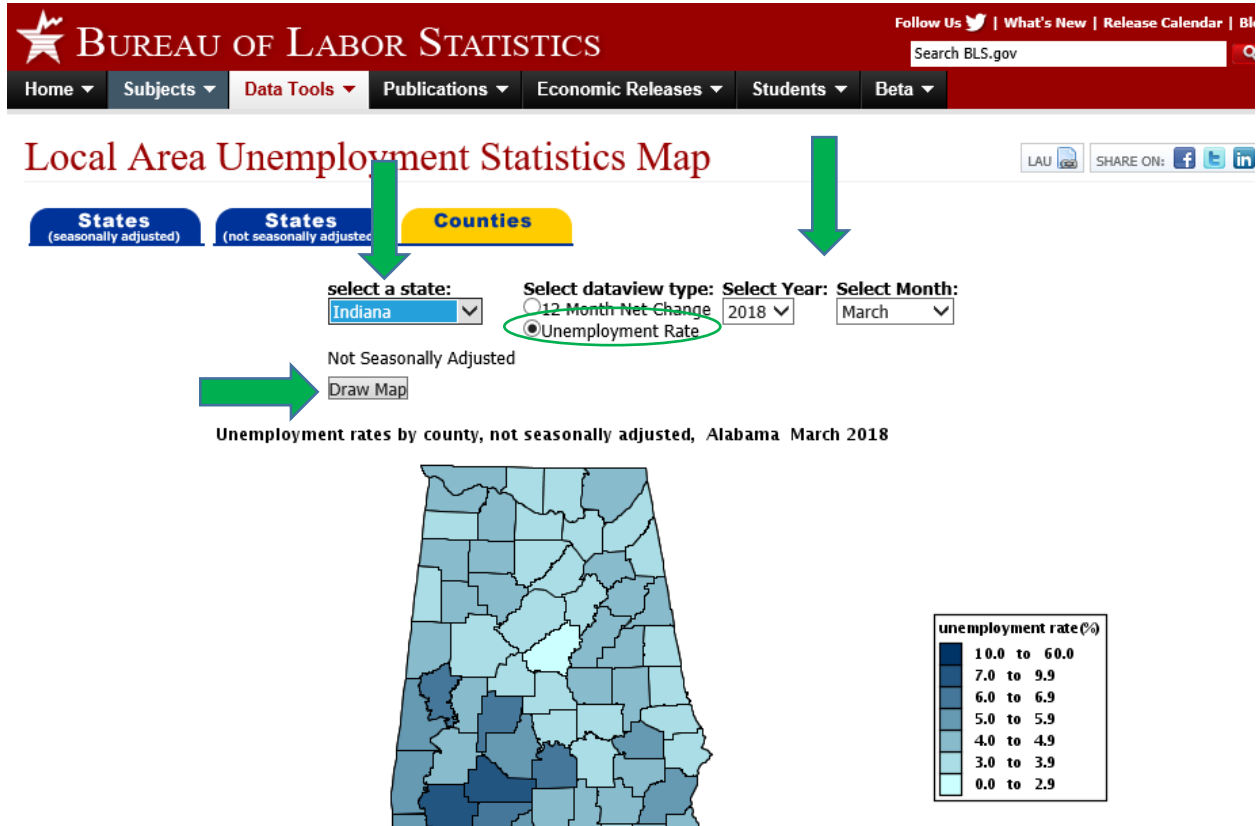 Follow Us | What's New | Release Calendar |
BUREAU OF LABOR STATISTICS
Search BLS.gov
Home Subjects Data Tools Publications Economic Releases Students Beta
Local Area Unemployment Statistics Map
LAU SHARE ON:
States States Counties
(seasonally adjusted) (not seasonally adjusted
select a state: Select dataview type: Select Year: Select Month:
12 Month Net Change
Indiana 2018 March
Unemployment Rate
Not Seasonally Adjusted
Draw Map
Unemployment rates by county, not seasonally adjusted, Alabama March 2018
unemployment rate(%)
10.0 to 60.0
7.0 to 9.9
6.0 to 6.9
5.0 to 5.9
4.0 to 4.9
3.0 to 3.9
0.0 to 2.9